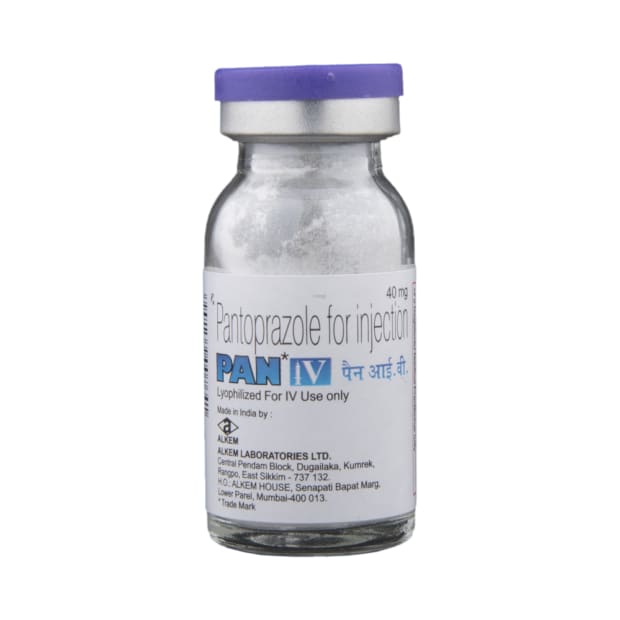 40 mg
Pantoprazole for injection
PAN* IV पैन आई.वी.
Lyophilized For IV Use only
Made in India by :
a
ALKEM
ALKEM LABORATORIES LTD.
Central Pendam Block, Dugailaka, Kumrek,
Rangpo, East Sikkim - 737 132.
H.O.: ALKEM HOUSE, Senapati Bapat Marg,
Lower Parel, Mumbai-400 013.
* Trade Mark